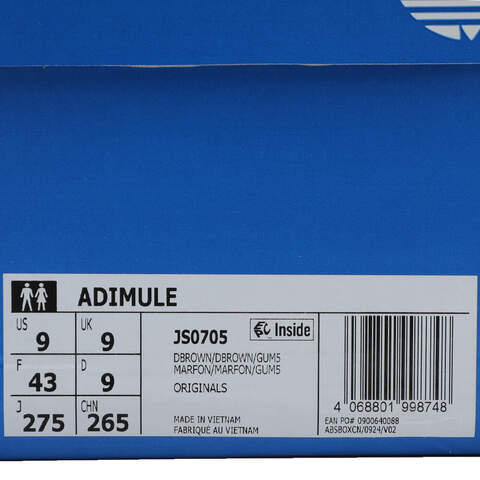 ADIMULE
US 9 UK 9
F 43 D 9
J 275 CHN 265
JS0705
Inside
DBROWN/DBROWN/GUM5
MARFON/MARFON/GUM5
ORIGINALS
MADE IN VIETNAM
FABRIQUÉ AU VIETNAM
4 068801 998748
EAN PO# 0900640088
ABSBOXCN/0924/V02